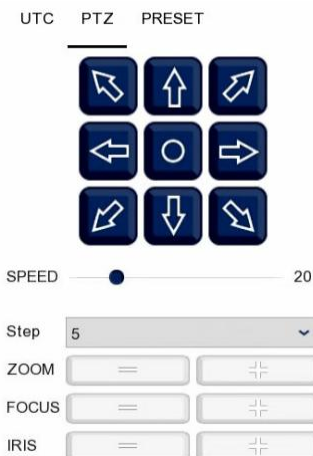 UTC PTZ PRESET
SPEED 20
Step 5
ZOOM
FOCUS
IRIS